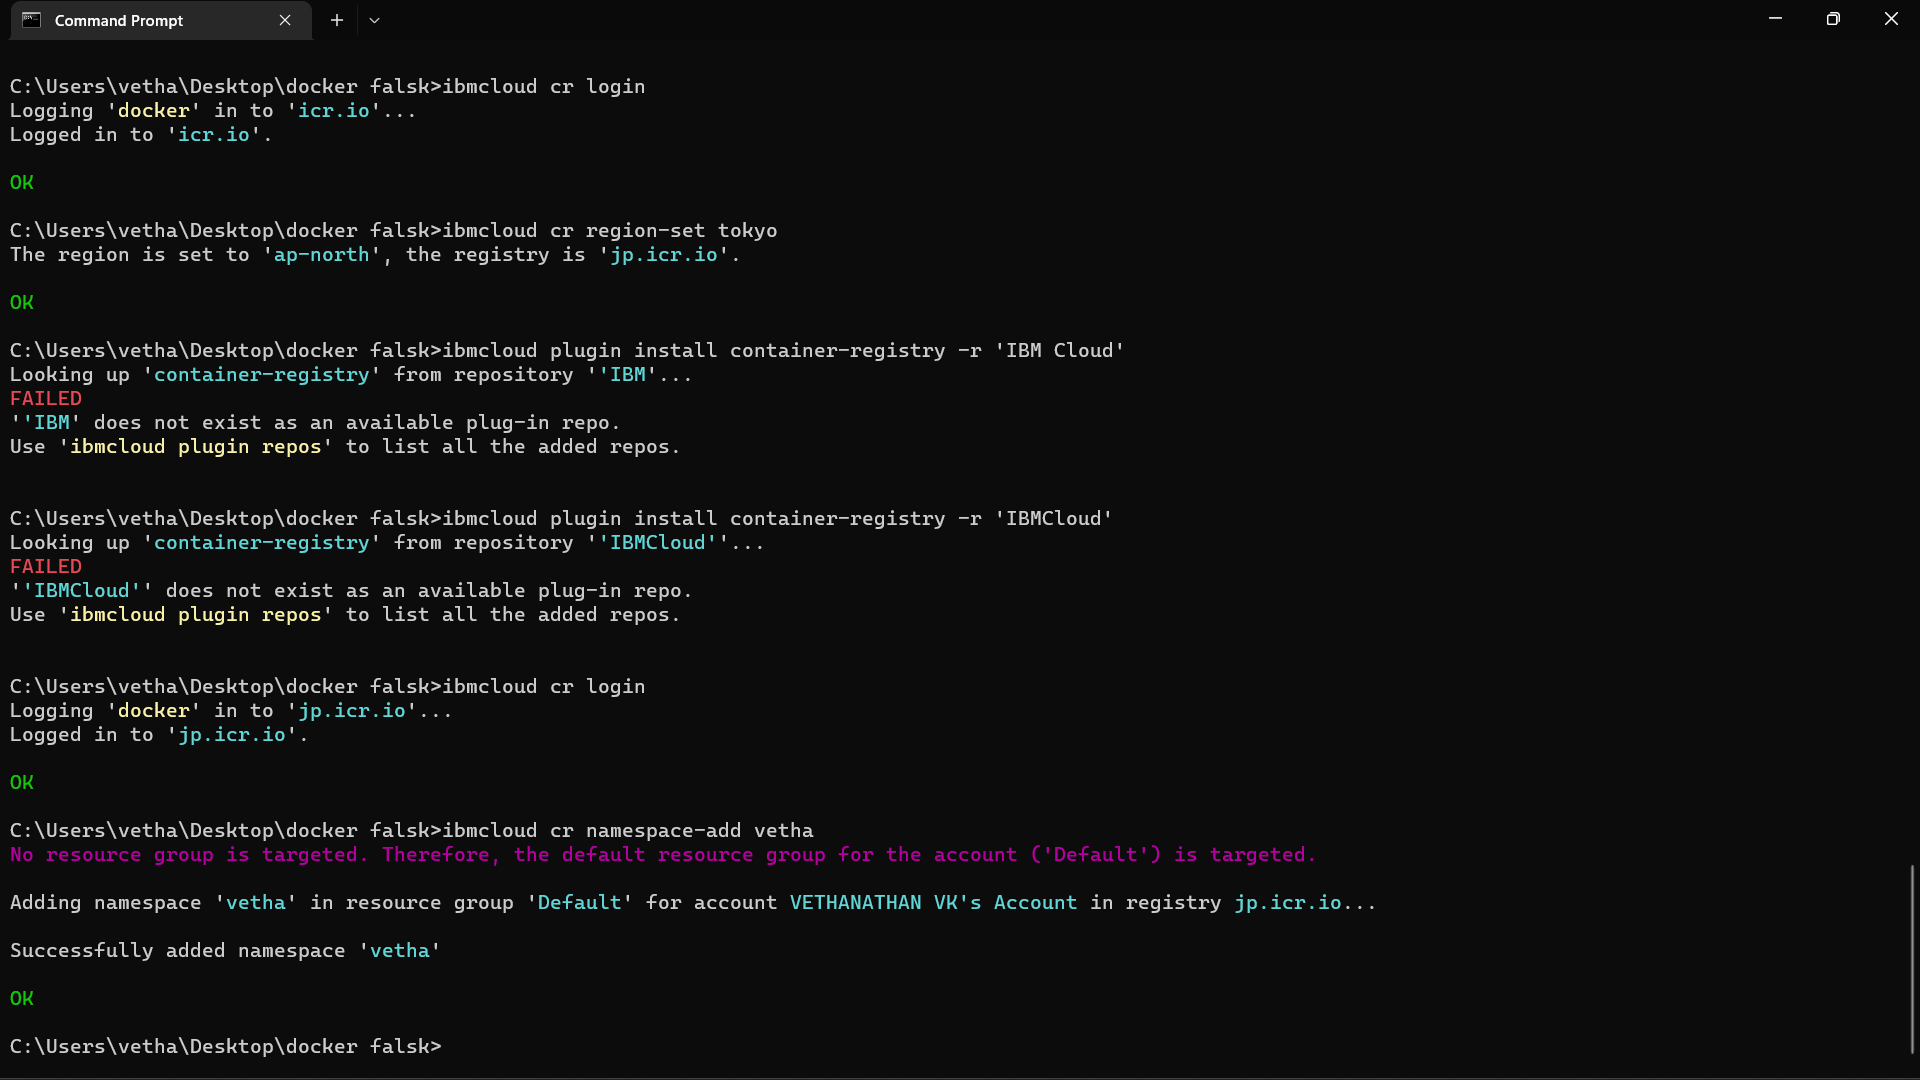 Command Prompt
C:\Users\vetha\Desktop\docker falsk>ibmcloud cr login
Logging 'docker' in to 'icr.io'...
Logged in to 'icr.io'.
OK
C:\Users\vetha\Desktop\docker falsk>ibmcloud cr region-set tokyo
The region is set to 'ap-north', the registry is 'jp.icr.io'.
OK
C:\Users\vetha\Desktop\docker falsk>ibmcloud plugin install container-registry -r 'IBM Cloud'
Looking up 'container-registry' from repository ''IBM'...
FAILED
''IBM' does not exist as an available plug-in repo.
Use 'ibmcloud plugin repos' to list all the added repos.
C:\Users\vetha\Desktop\docker falsk>ibmcloud plugin install container-registry -r 'IBMCloud'
Looking up 'container-registry' from repository ''IBMCloud''...
FAILED
''IBMCloud'' does not exist as an available plug-in repo.
Use 'ibmcloud plugin repos' to list all the added repos.
C:\Users\vetha\Desktop\docker falsk>ibmcloud cr login
Logging 'docker' in to 'jp.icr.io'...
Logged in to 'jp.icr.io'.
OK
C:\Users\vetha\Desktop\docker falsk>ibmcloud cr namespace-add vetha
No resource group is targeted. Therefore, the default resource group for the account ('Default') is targeted.
Adding namespace 'vetha' in resource group 'Default' for account VETHANATHAN VK's Account in registry jp.icr.io...
Successfully added namespace 'vetha'
OK
C:\Users\vetha\Desktop\docker falsk>